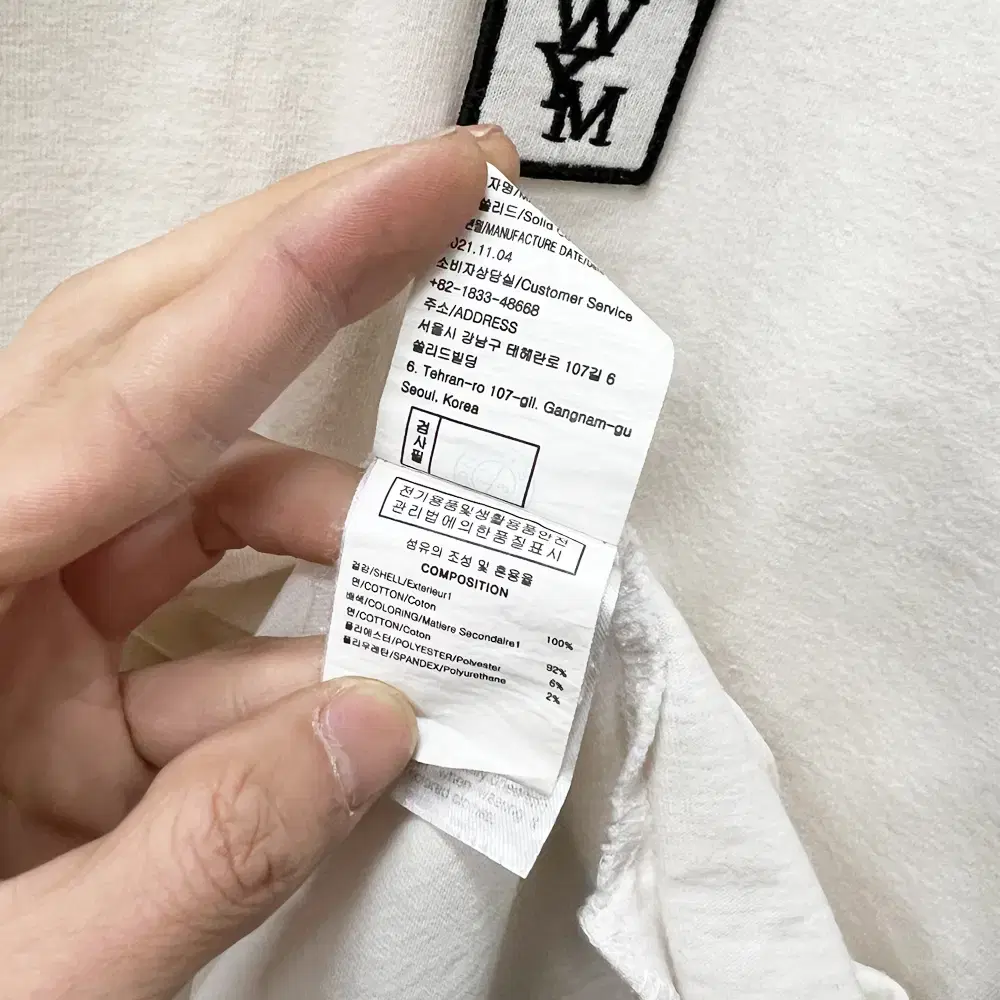 W
Y
M
자명/
쏠리드/Solid
년월/MANUFACTURE DATE/
021.11.04
소비자상담실/Customer Service
+82-1833-48668
주소/ADDRESS
서울시 강남구 테헤란로 107길 6
쏠리드빌딩
6. Tehran-ro 107-gil. Gangnam-gu
Seoul, Korea
검사필
전기용품및생활용품안전
관리법에의한품질표시
섬유의 조성 및 혼용율
COMPOSITION
겉감/SHELL/Exterieur1
면/COTTON/Coton 100%
배색/COLORING/Matiere Secondaire1
면/COTTON/Coton 92%
폴리에스터/POLYESTER/Polyester 6%
폴리우레탄/SPANDEX/Polyurethane 2%